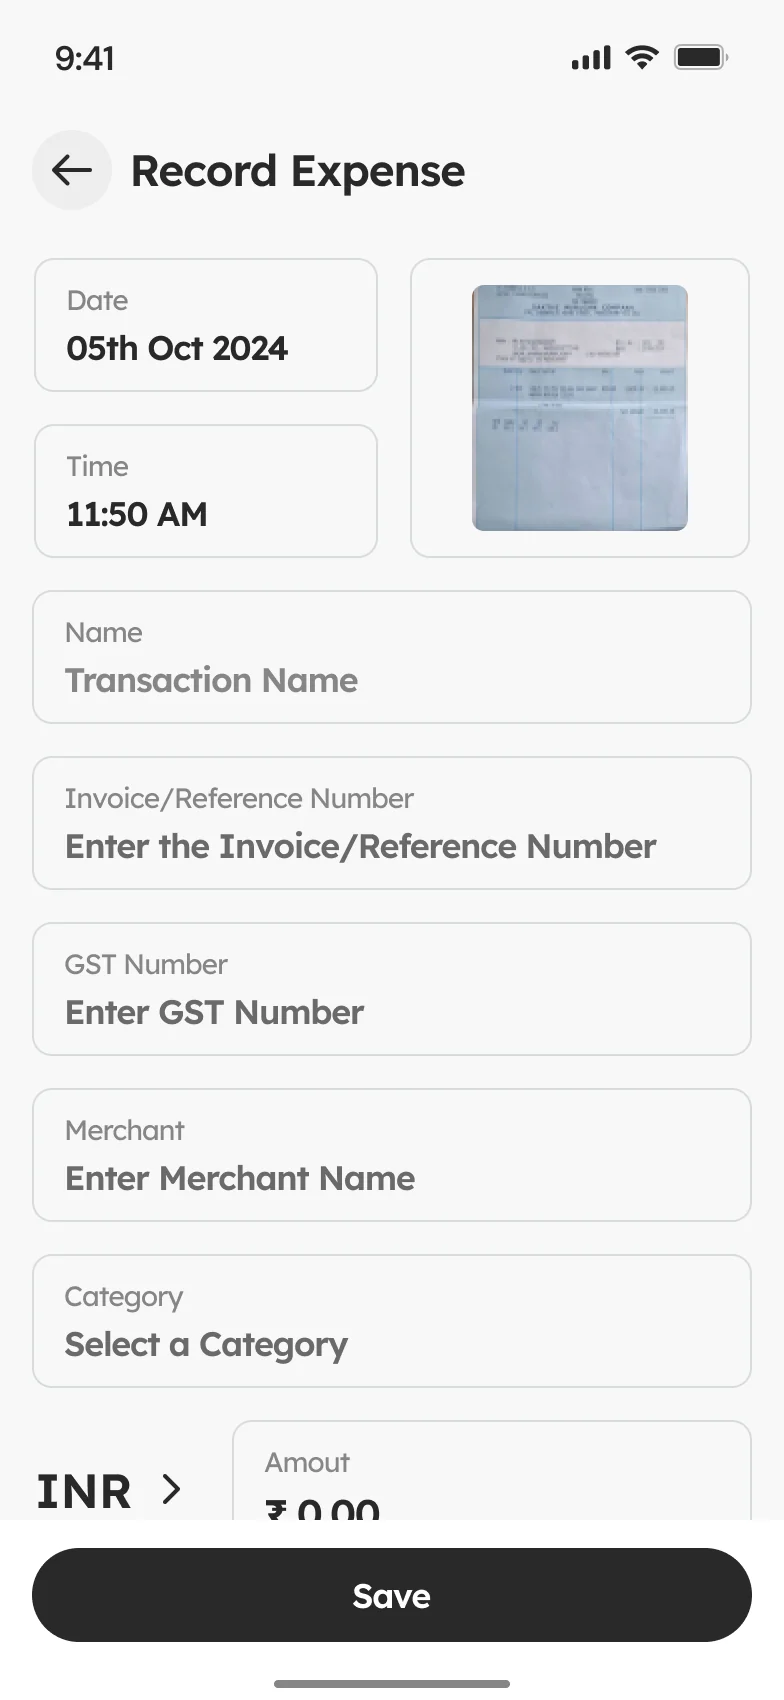 9:41
Record Expense
Date
05th Oct 2024
Time
11:50 AM
Name
Transaction Name
Invoice/Reference Number
Enter the Invoice/Reference Number
GST Number
Enter GST Number
Merchant
Enter Merchant Name
Category
Select a Category
INR
Amout
₹ 0.00
Save